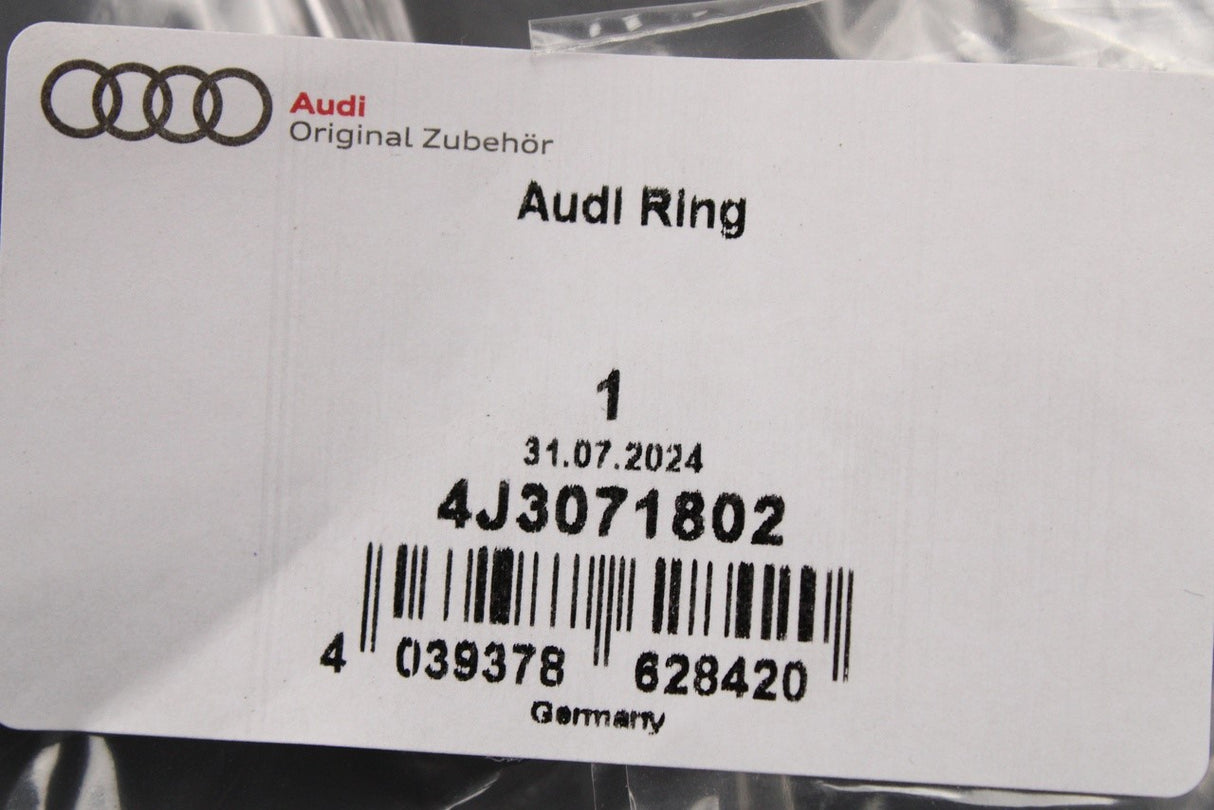 Audi
Original Zubehör
Audi Ring
1
31.07.2024
4J3071802
4 039378 628420
Germany